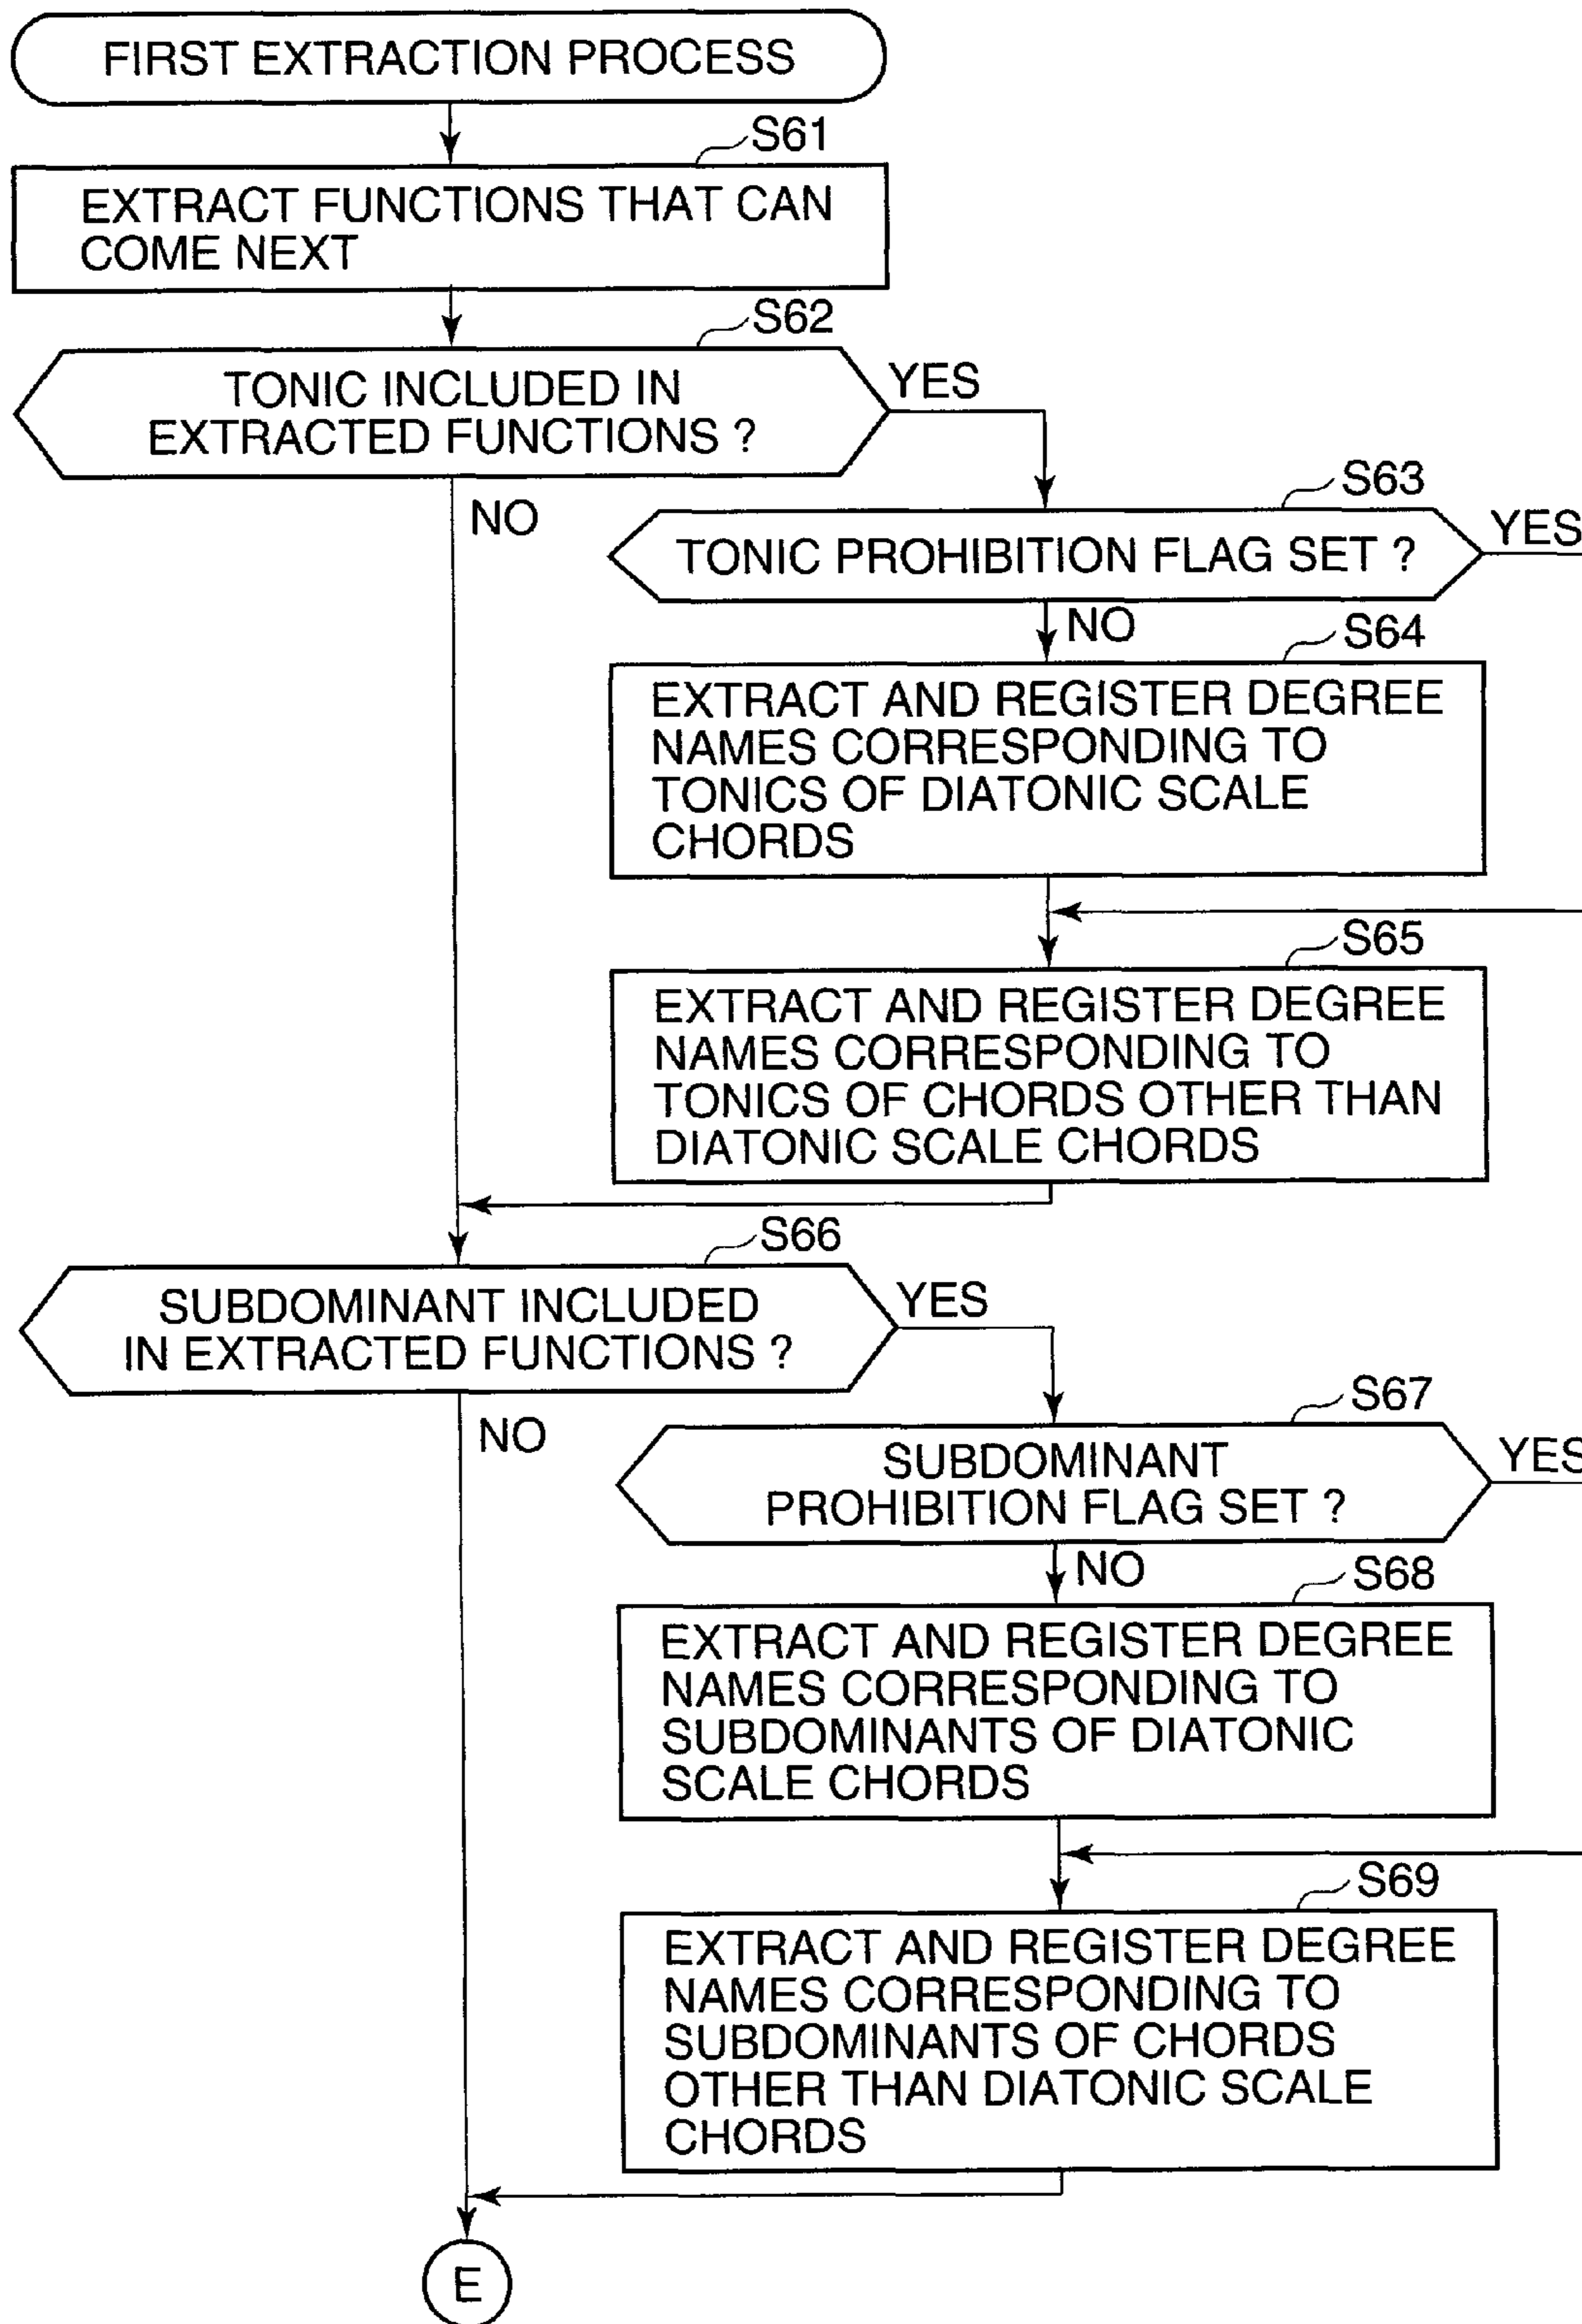 FIRST EXTRACTION PROCESS
S61
EXTRACT FUNCTIONS THAT CAN
COME NEXT
S62
TONIC INCLUDED IN
EXTRACTED FUNCTIONS ?
YES
NO
S63
TONIC PROHIBITION FLAG SET ?
YES
NO
S64
EXTRACT AND REGISTER DEGREE
NAMES CORRESPONDING TO
TONICS OF DIATONIC SCALE
CHORDS
S65
EXTRACT AND REGISTER DEGREE
NAMES CORRESPONDING TO
TONICS OF CHORDS OTHER THAN
DIATONIC SCALE CHORDS
S66
SUBDOMINANT INCLUDED
IN EXTRACTED FUNCTIONS ?
YES
NO
S67
SUBDOMINANT
PROHIBITION FLAG SET ?
YES
NO
S68
EXTRACT AND REGISTER DEGREE
NAMES CORRESPONDING TO
SUBDOMINANTS OF DIATONIC
SCALE CHORDS
S69
EXTRACT AND REGISTER DEGREE
NAMES CORRESPONDING TO
SUBDOMINANTS OF CHORDS
OTHER THAN DIATONIC SCALE
CHORDS
E